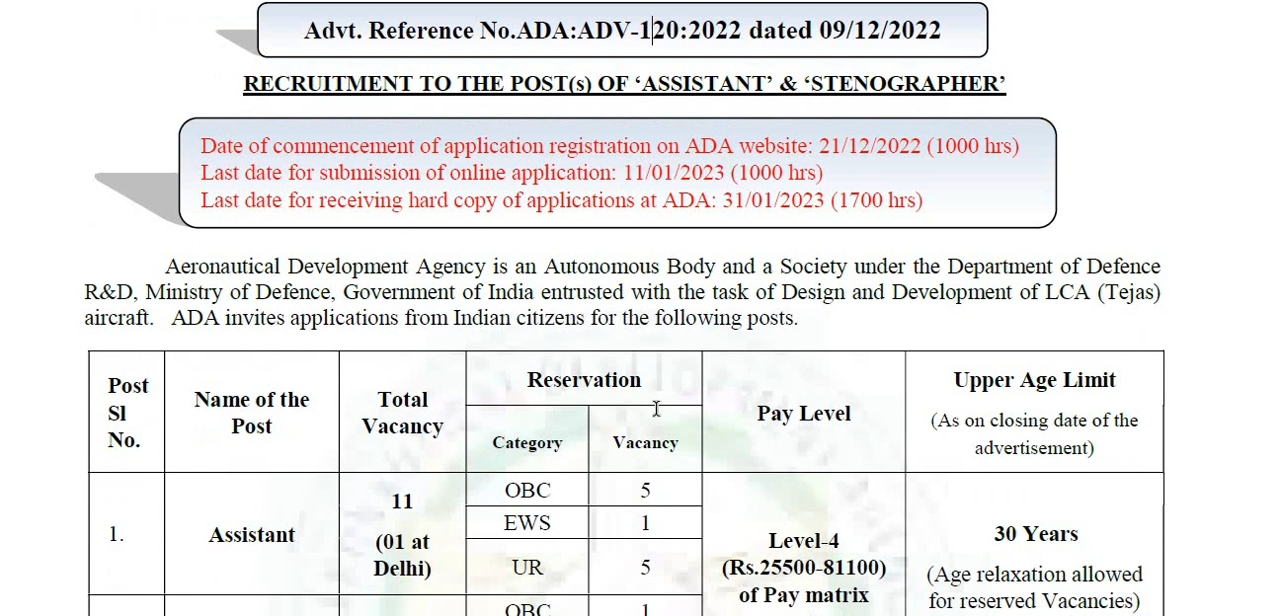 Advt. Reference No.ADA:ADV-120:2022 dated 09/12/2022
RECRUITMENT TO THE POST(s) OF ‘ASSISTANT’ & ‘STENOGRAPHER’
Date of commencement of application registration on ADA website: 21/12/2022 (1000 hrs)
Last date for submission of online application: 11/01/2023 (1000 hrs)
Last date for receiving hard copy of applications at ADA: 31/01/2023 (1700 hrs)
Aeronautical Development Agency is an Autonomous Body and a Society under the Department of Defence
R&D, Ministry of Defence, Government of India entrusted with the task of Design and Development of LCA (Tejas)
aircraft. ADA invites applications from Indian citizens for the following posts.
Post
Sl
No.
Name of the
Post
Total
Vacancy
Reservation
Category
Vacancy
Pay Level
Upper Age Limit
(As on closing date of the
advertisement)
1.
Assistant
11
(01 at
Delhi)
OBC 5
EWS 1
UR 5
Level-4
(Rs.25500-81100)
of Pay matrix
30 Years
(Age relaxation allowed
for reserved Vacancies)
OBC 1